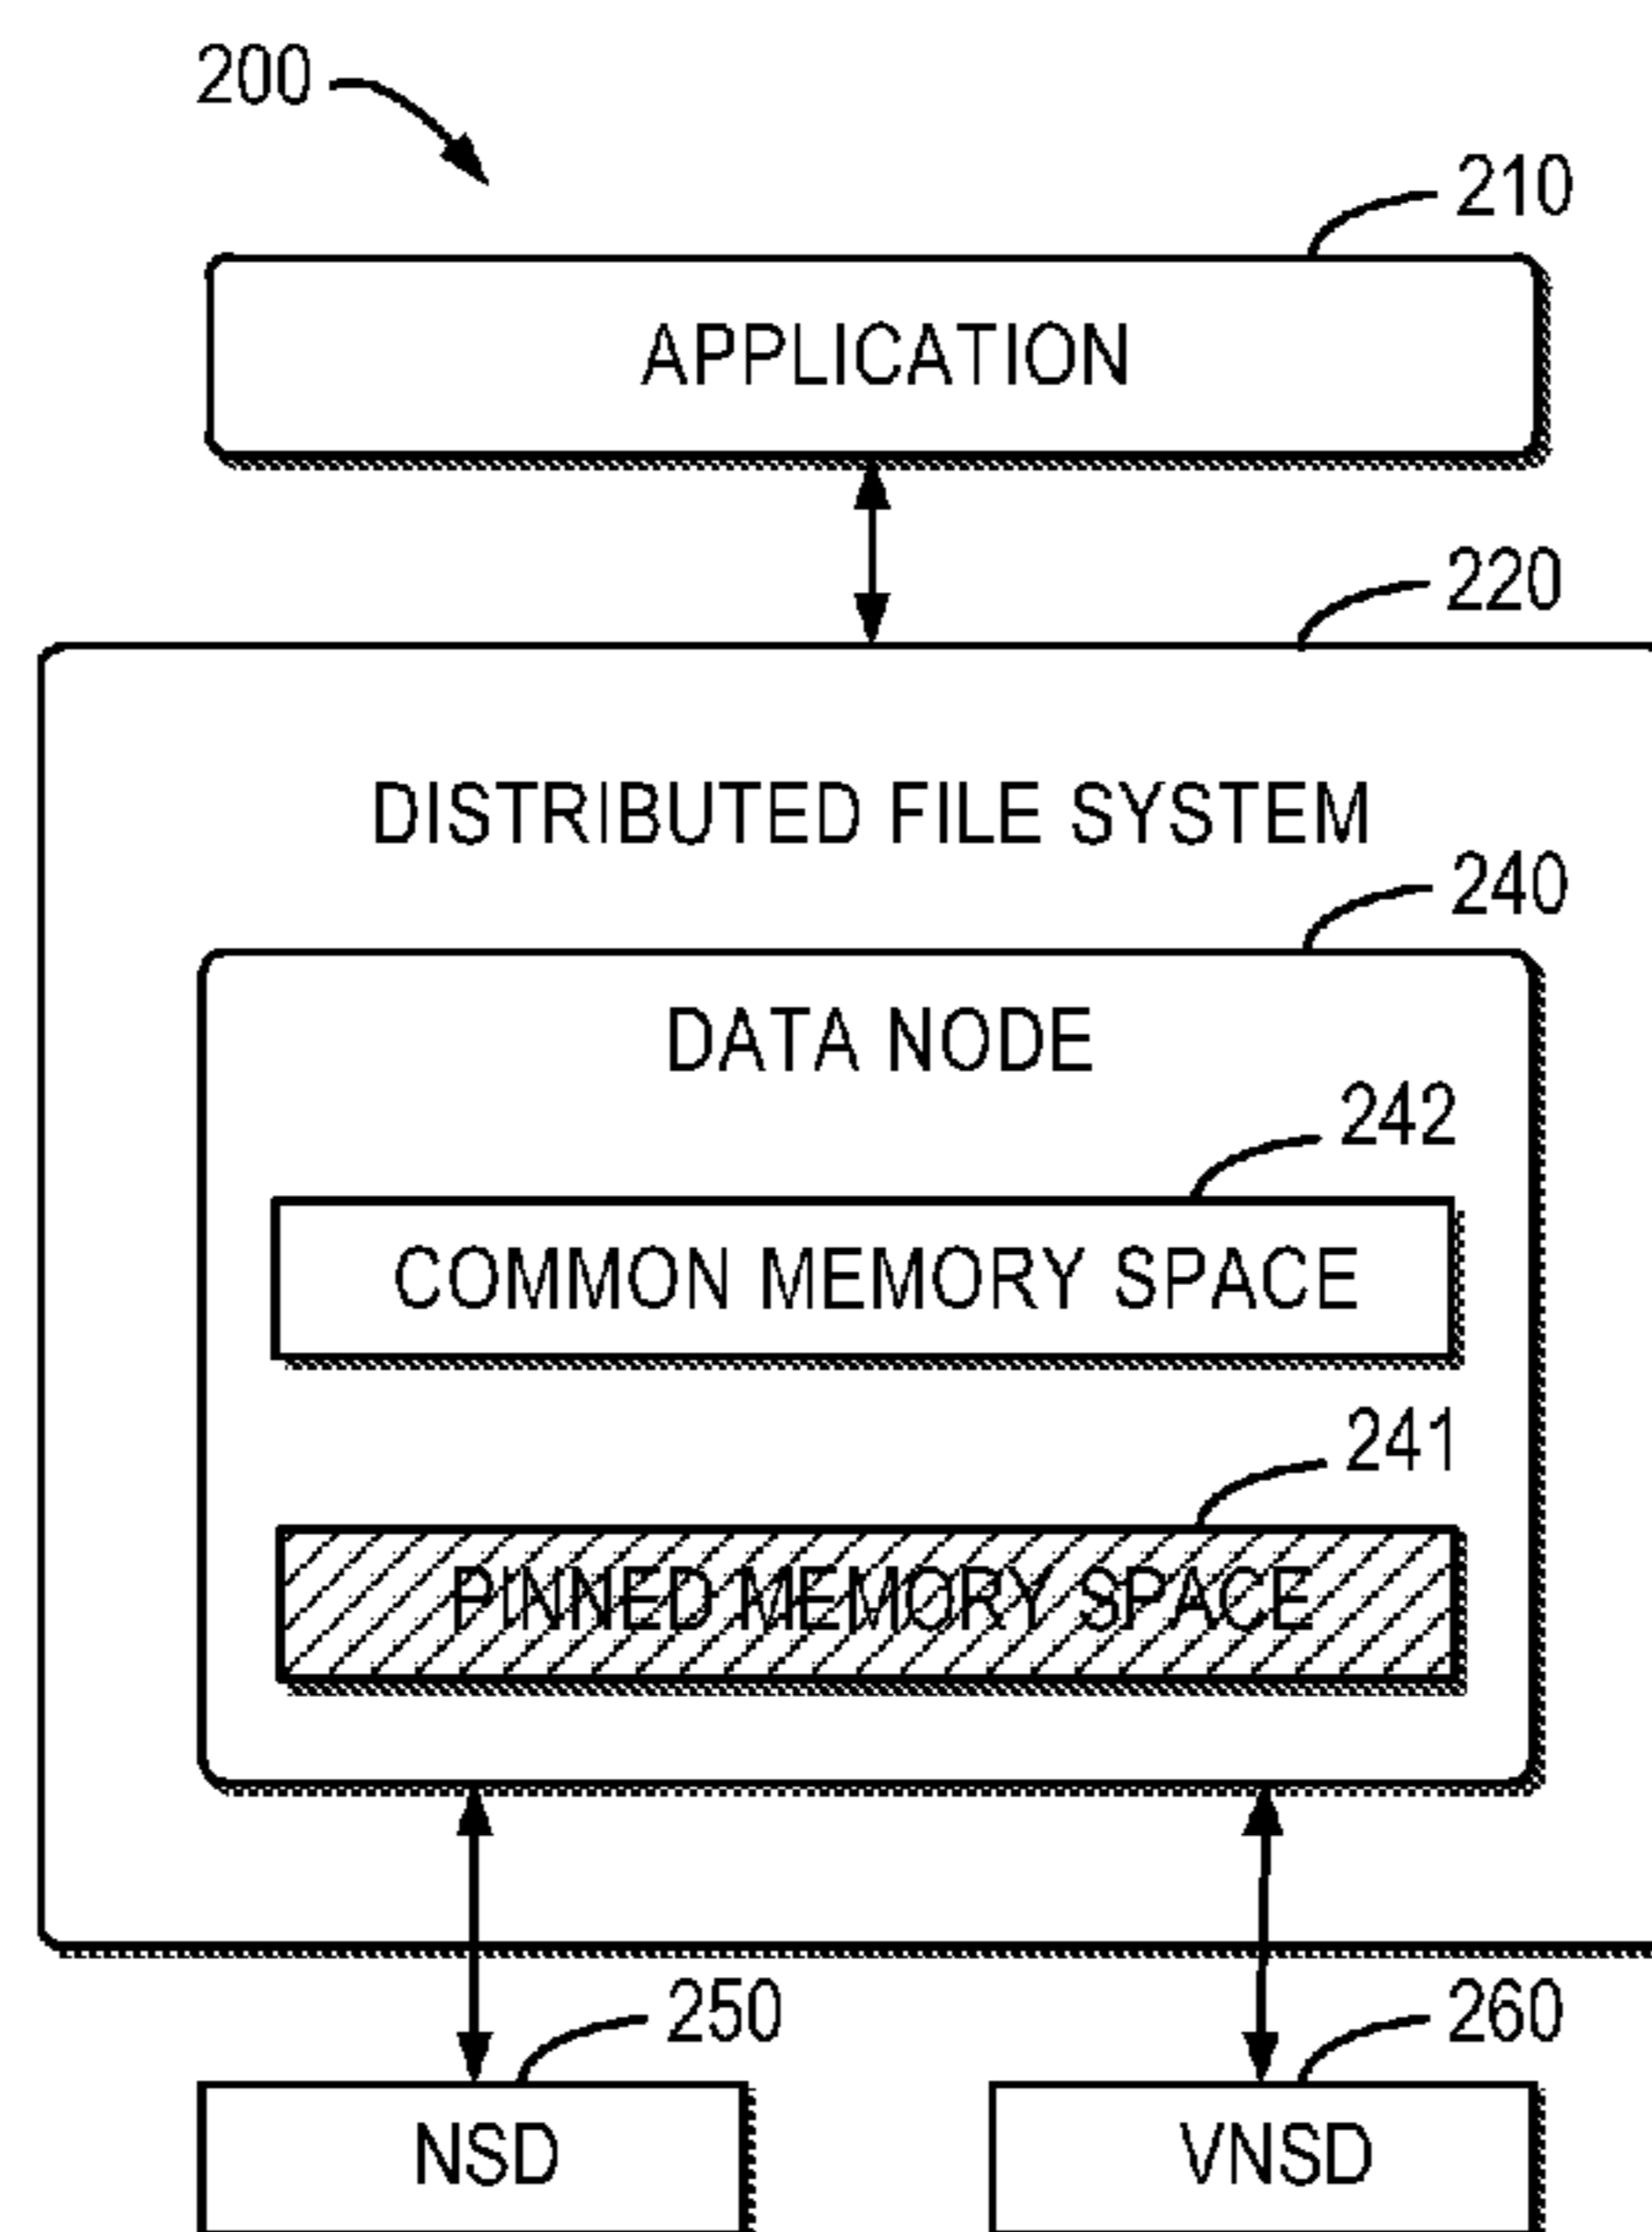 200
210
APPLICATION
220
DISTRIBUTED FILE SYSTEM
240
DATA NODE
242
COMMON MEMORY SPACE
241
PINNED MEMORY SPACE
250
260
NSD
VNSD